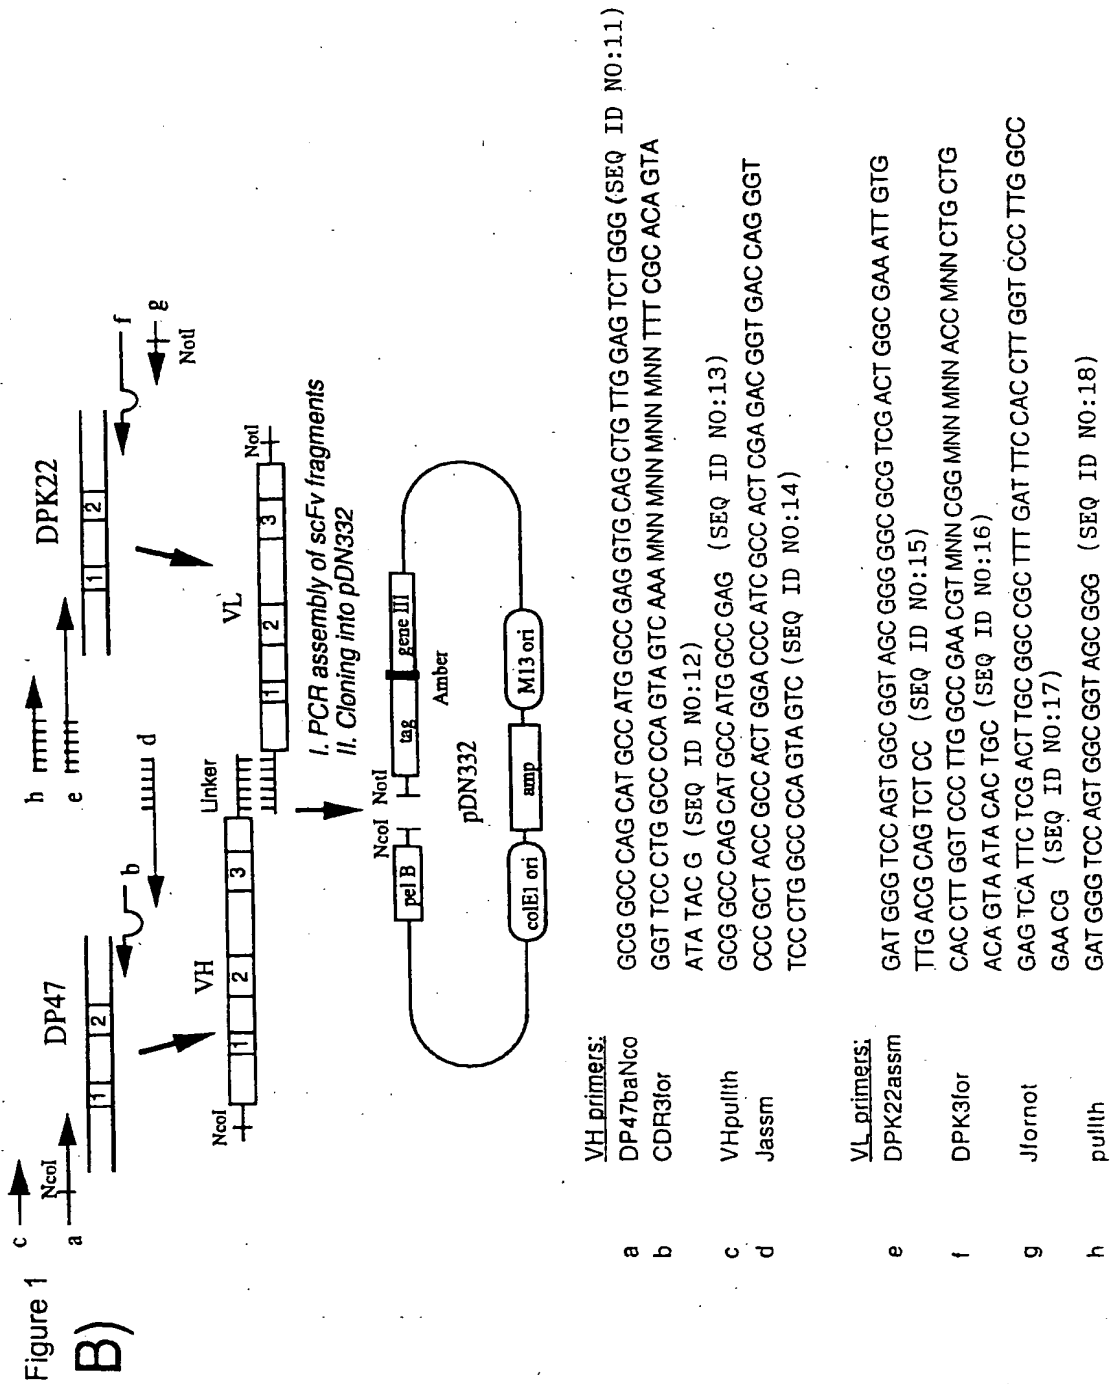 Figure 1
B)
c
NcoI
a
DP47
1 2
b
d
h
e
DPK22
1 2
f
g
NotI
VH
NcoI
1 2 3
Linker
VL
1 2 3
NotI
I. PCR assembly of scFv fragments
II. Cloning into pDN332
NcoI NotI
pel B
tag
gene III
Amber
pDN332
colE1 ori
amp
M13 ori
VH primers:
a DP47baNco GCG GCC CAG CAT GCC ATG GCC GAG GTG CAG CTG TTG GAG TCT GGG (SEQ ID NO:11)
b CDR3for GGT TCC CTG GCC CCA GTA GTC AAA MNN MNN MNN MNN TTT CGC ACA GTA
ATA TAC G (SEQ ID NO:12)
c VHpullth GCG GCC CAG CAT GCC ATG GCC GAG (SEQ ID NO:13)
d Jassm CCC GCT ACC GCC ACT GGA CCC ATC GCC ACT CGA GAC GGT GAC CAG GGT
TCC CTG GCC CCA GTA GTC (SEQ ID NO:14)
VL primers:
e DPK22assm GAT GGG TCC AGT GGC GGT AGC GGG GGC GCG TCG ACT GGC GAA ATT GTG
TTG ACG CAG TCT CC (SEQ ID NO:15)
f DPK3for CAC CTT GGT CCC TTG GCC GAA CGT MNN CGG MNN MNN ACC MNN CTG CTG
ACA GTA ATA CAC TGC (SEQ ID NO:16)
g Jfornot GAG TCA TTC TCG ACT TGC GGC CGC TTT GAT TTC CAC CTT GGT CCC TTG GCC
GAA CG (SEQ ID NO:17)
h pullth GAT GGG TCC AGT GGC GGT AGC GGG (SEQ ID NO:18)